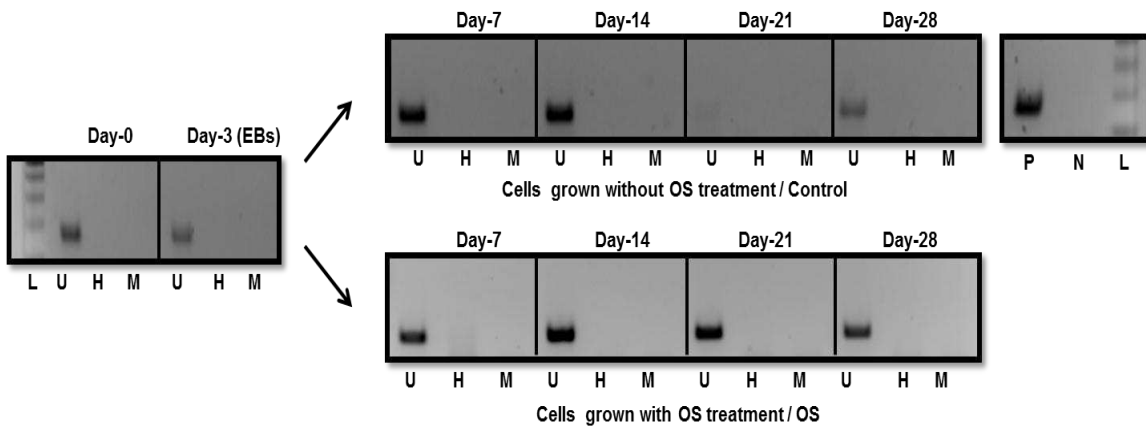 Day-7 Day-14 Day-21 Day-28
U H M U H M U H M U H M
P N L
Cells grown without OS treatment / Control
Day-0 Day-3 (EBs)
L U H M U H M
Day-7 Day-14 Day-21 Day-28
U H M U H M U H M U H M
Cells grown with OS treatment / OS